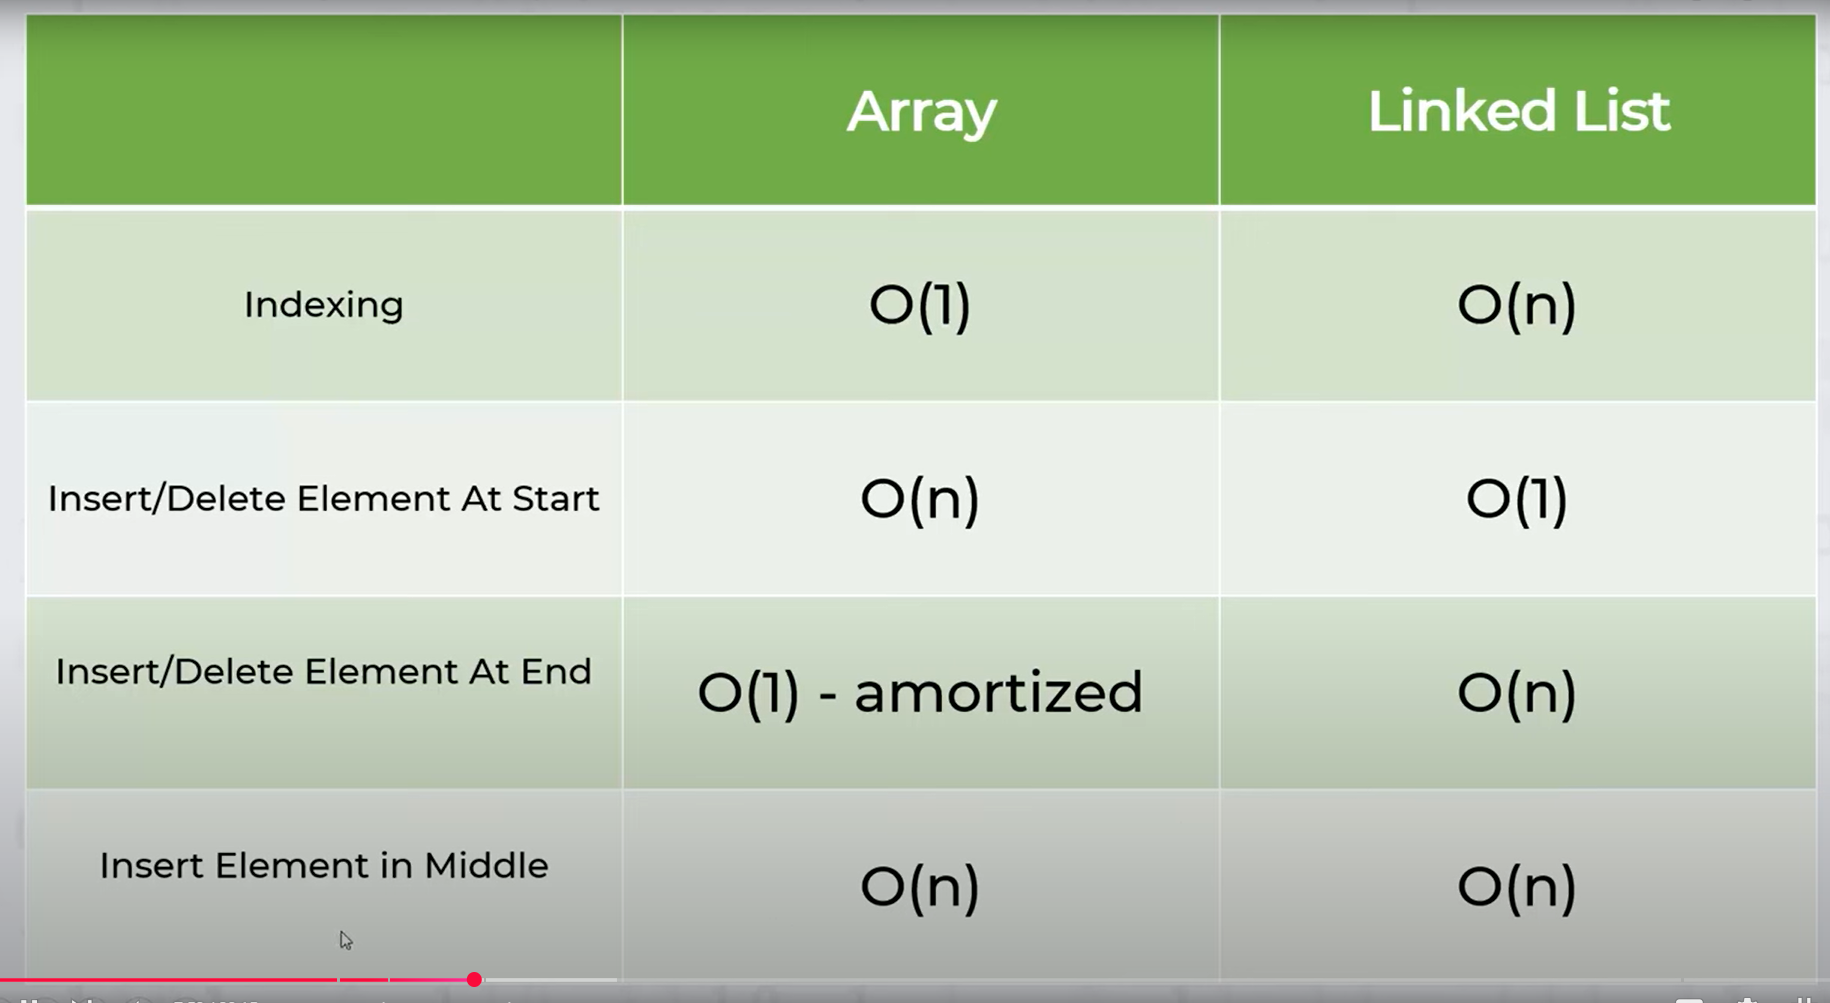 Array
Linked List
Indexing
O(1)
O(n)
Insert/Delete Element At Start
O(n)
O(1)
Insert/Delete Element At End
O(1) - amortized
O(n)
Insert Element in Middle
O(n)
O(n)